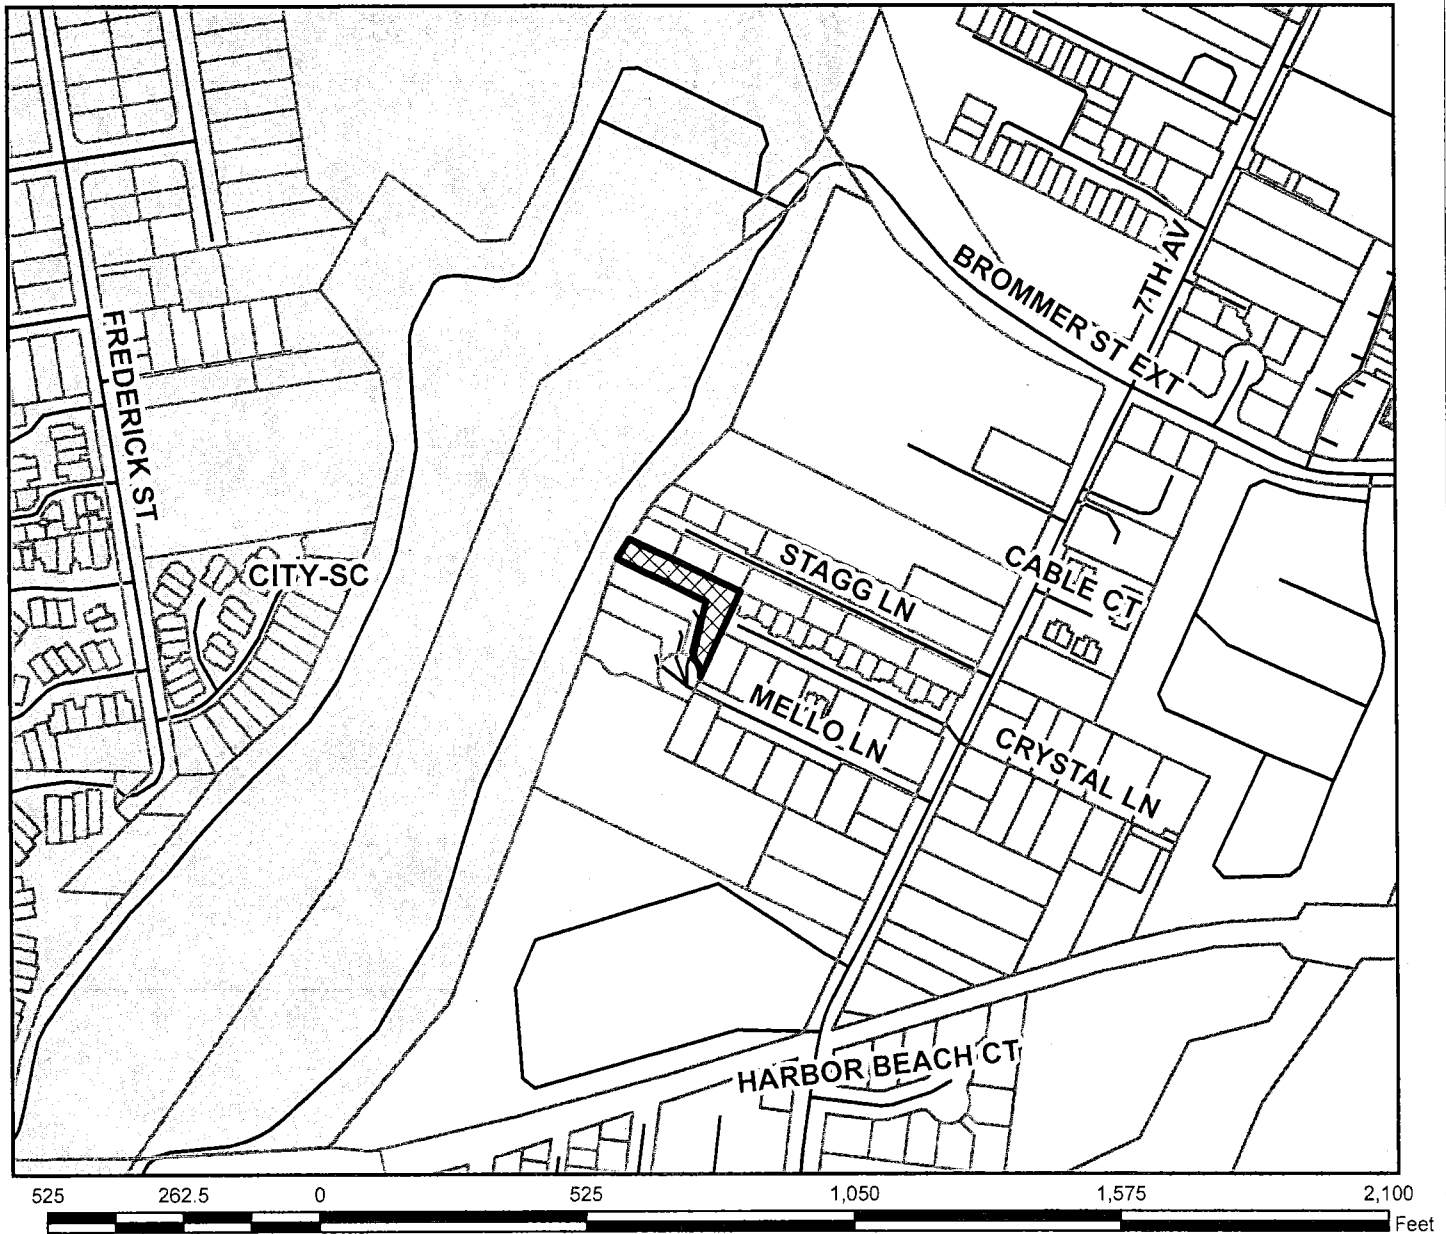 7TH AV
BROMMER ST EXT
FREDERICK ST
CITY-SC
STAGG LN
CABLE CT
MELLO LN
CRYSTAL LN
HARBOR BEACH CT
525 262.5 0 525 1,050 1,575 2,100
Feet